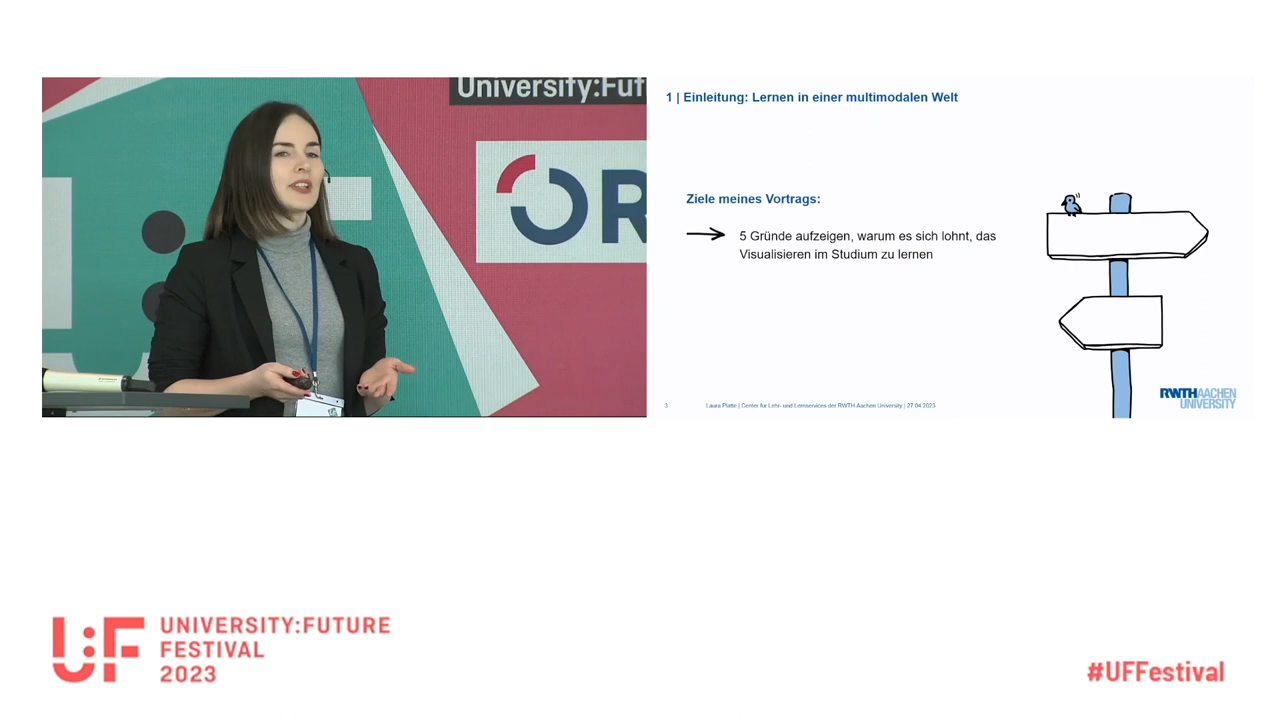 University:Fut
OR
1 | Einleitung: Lernen in einer multimodalen Welt
Ziele meines Vortrags:
5 Gründe aufzeigen, warum es sich lohnt, das
Visualisieren im Studium zu lernen
3
Laura Platte | Center für Lehr- und Lernservices der RWTH Aachen University | 27.04.2023
RWTHAACHEN
UNIVERSITY
UNIVERSITY:FUTURE
U:F
FESTIVAL
2023
#UFFestival